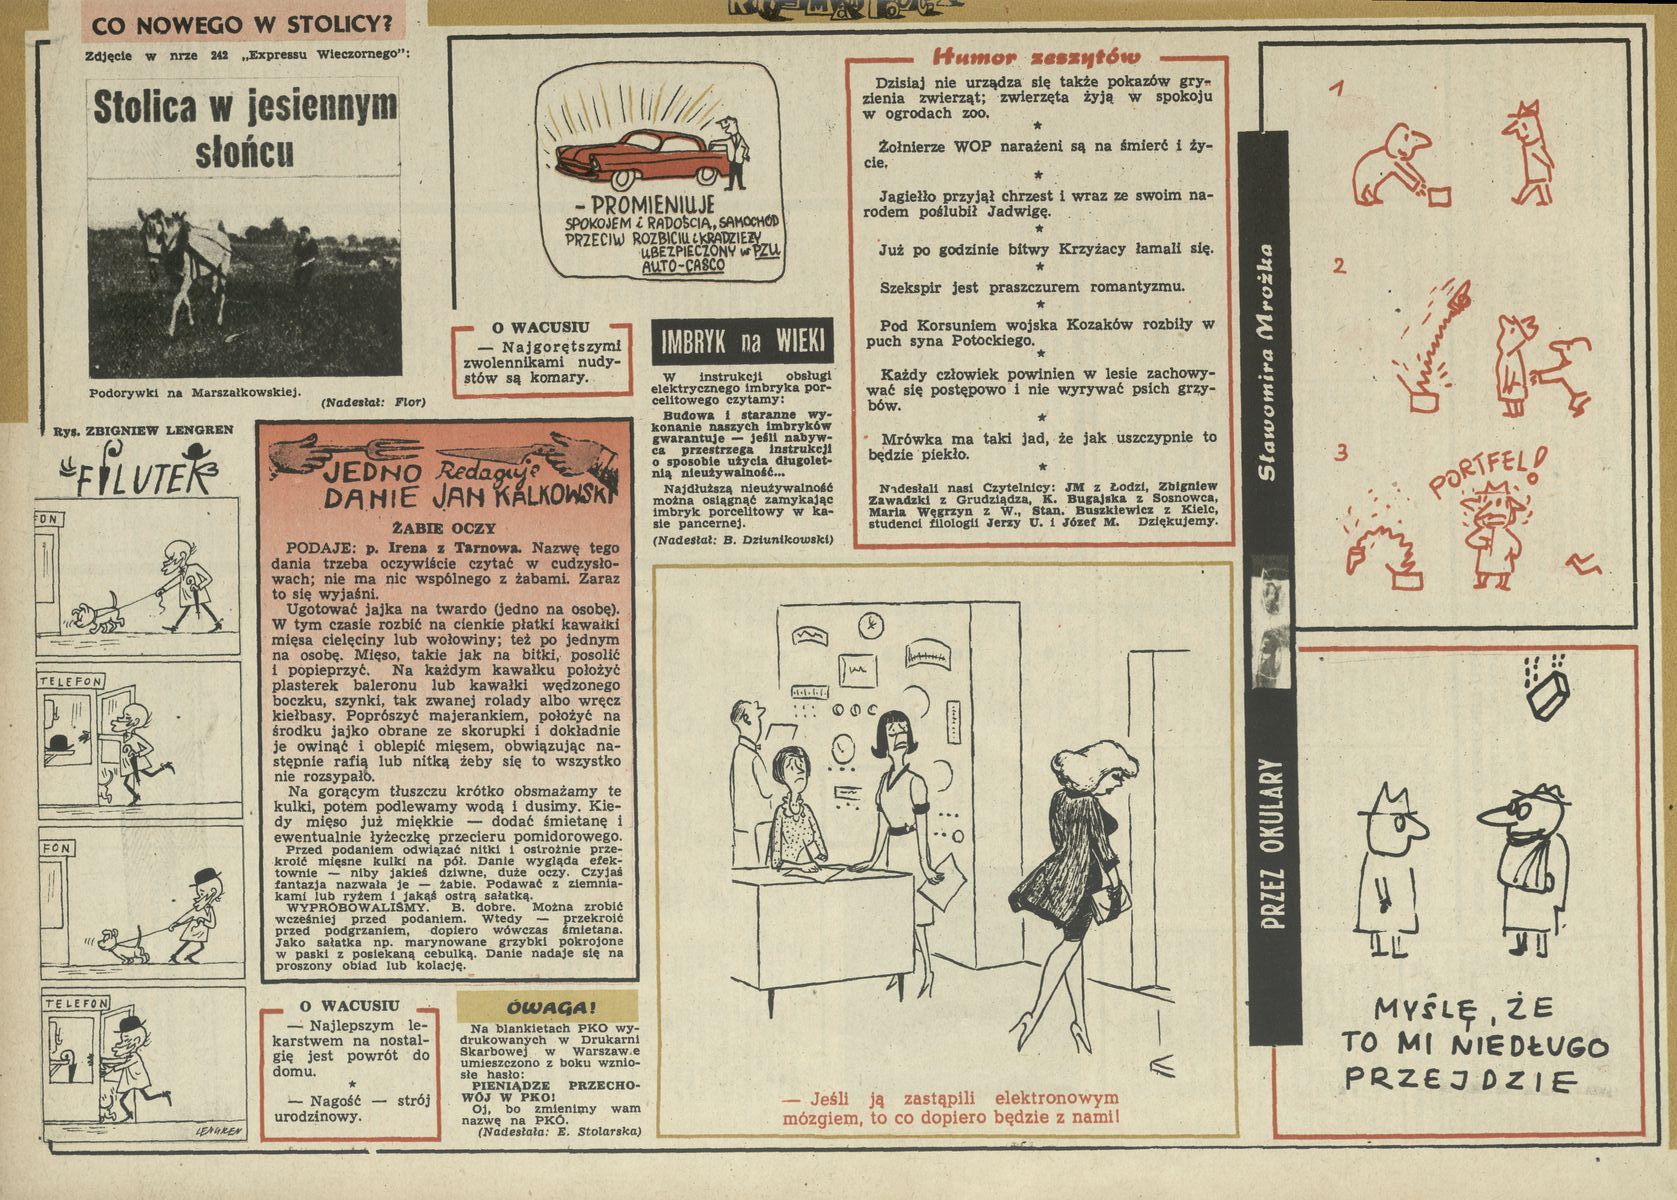 CO NOWEGO W STOLICY?
Zdjęcie w nrze 242 „Expressu Wieczornego":
Stolica w jesiennym
słońcu
Podorywki na Marszałkowskiej.
(Nadesłał: Flor)
Rys. ZBIGNIEW LENGREN
FILUTEK
FON
TELEFON
FON
TELEFON
LENGREN
- PROMIENIUJE
SPOKOJEM i RADOŚCIĄ, SAMOCHÓD
PRZECIW ROZBICIU i KRADZIEŻY
UBEZPIECZONY w PZU
AUTO-CASCO
O WACUSIU
— Najgorętszymi
zwolennikami nudy-
stów są komary.
IMBRYK na WIEKI
W instrukcji obsługi
elektrycznego imbryka por-
celitowego czytamy:
Budowa i staranne wy-
konanie naszych imbryków
gwarantuje — jeśli nabyw-
ca przestrzega instrukcji
o sposobie użycia długolet-
nią nieużywalność...
Najdłuższą nieużywalność
można osiągnąć zamykając
imbryk porcelitowy w ka-
sie pancernej.
(Nadesłał: B. Dziunikowski)
JEDNO Redaguje
DANIE JAN KALKOWSKI
ŻABIE OCZY
PODAJE: p. Irena z Tarnowa. Nazwę tego
dania trzeba oczywiście czytać w cudzysło-
wach; nie ma nic wspólnego z żabami. Zaraz
to się wyjaśni.
Ugotować jajka na twardo (jedno na osobę).
W tym czasie rozbić na cienkie płatki kawałki
mięsa cielęciny lub wołowiny; też po jednym
na osobę. Mięso, takie jak na bitki, posolić
i popieprzyć. Na każdym kawałku położyć
plasterek baleronu lub kawałki wędzonego
boczku, szynki, tak zwanej rolady albo wręcz
kiełbasy. Poprószyć majerankiem, położyć na
środku jajko obrane ze skorupki i dokładnie
je owinąć i oblepić mięsem, obwiązując na-
stępnie rafią lub nitką żeby się to wszystko
nie rozsypało.
Na gorącym tłuszczu krótko obsmażamy te
kulki, potem podlewamy wodą i dusimy. Kie-
dy mięso już miękkie — dodać śmietanę i
ewentualnie łyżeczkę przecieru pomidorowego.
Przed podaniem odwiązać nitki i ostrożnie prze-
kroić mięsne kulki na pół. Danie wygląda efek-
townie — niby jakieś dziwne, duże oczy. Czyjaś
fantazja nazwała je — żabie. Podawać z ziemnia-
kami lub ryżem i jakąś ostrą sałatką.
WYPRÓBOWALIŚMY. B. dobre. Można zrobić
wcześniej przed podaniem. Wtedy — przekroić
przed podgrzaniem, dopiero wówczas śmietana.
Jako sałatka np. marynowane grzybki pokrojone
w paski z posiekaną cebulką. Danie nadaje się na
proszony obiad lub kolację.
O WACUSIU
— Najlepszym le-
karstwem na nostal-
gię jest powrót do
domu.
★
— Nagość — strój
urodzinowy.
UWAGA!
Na blankietach PKO wy-
drukowanych w Drukarni
Skarbowej w Warszaw.e
umieszczono z boku wznio-
słe hasło:
PIENIĄDZE PRZECHO-
WÓJ W PKO!
Oj, bo zmienimy wam
nazwę na PKÓ.
(Nadesłała: E. Stolarska)
Humor zeszytów
Dzisiaj nie urządza się także pokazów gry-
zienia zwierząt; zwierzęta żyją w spokoju
w ogrodach zoo.
★
Żołnierze WOP narażeni są na śmierć i ży-
cie.
★
Jagiełło przyjął chrzest i wraz ze swoim na-
rodem poślubił Jadwigę.
★
Już po godzinie bitwy Krzyżacy łamali się.
★
Szekspir jest praszczurem romantyzmu.
★
Pod Korsuniem wojska Kozaków rozbiły w
puch syna Potockiego.
★
Każdy człowiek powinien w lesie zachowy-
wać się postępowo i nie wyrywać psich grzy-
bów.
★
Mrówka ma taki jad, że jak uszczypnie to
będzie piekło.
★
Nadesłali nasi Czytelnicy: JM z Łodzi, Zbigniew
Zawadzki z Grudziądza, K. Bugajska z Sosnowca,
Maria Węgrzyn z W., Stan. Buszkiewicz z Kielc,
studenci filologii Jerzy U. i Józef M. Dziękujemy.
— Jeśli ją zastąpili elektronowym
mózgiem, to co dopiero będzie z nami!
PRZEZ OKULARY
Sławomira Mrożka
1
2
3
PORTFEL!
MYŚLĘ, ŻE
TO MI NIEDŁUGO
PRZEJDZIE